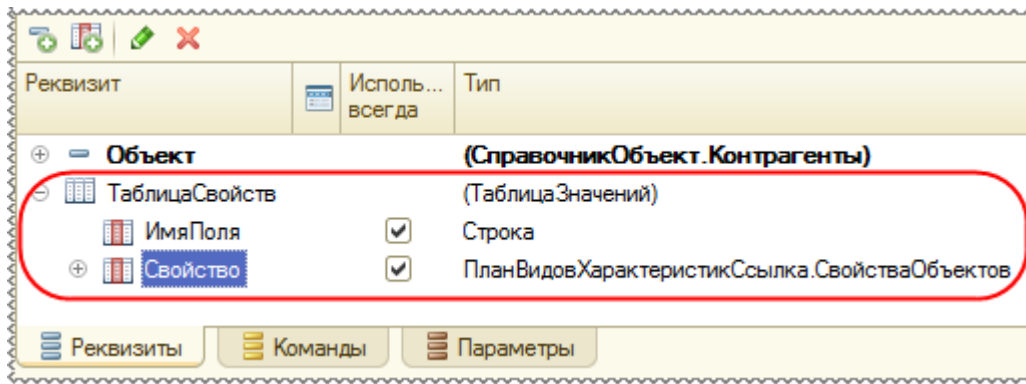 Реквизит Исполь... Тип
всегда
Объект (СправочникОбъект.Контрагенты)
ТаблицаСвойств (ТаблицаЗначений)
ИмяПоля Строка
Свойство ПланВидовХарактеристикСсылка.СвойстваОбъектов
Реквизиты Команды Параметры